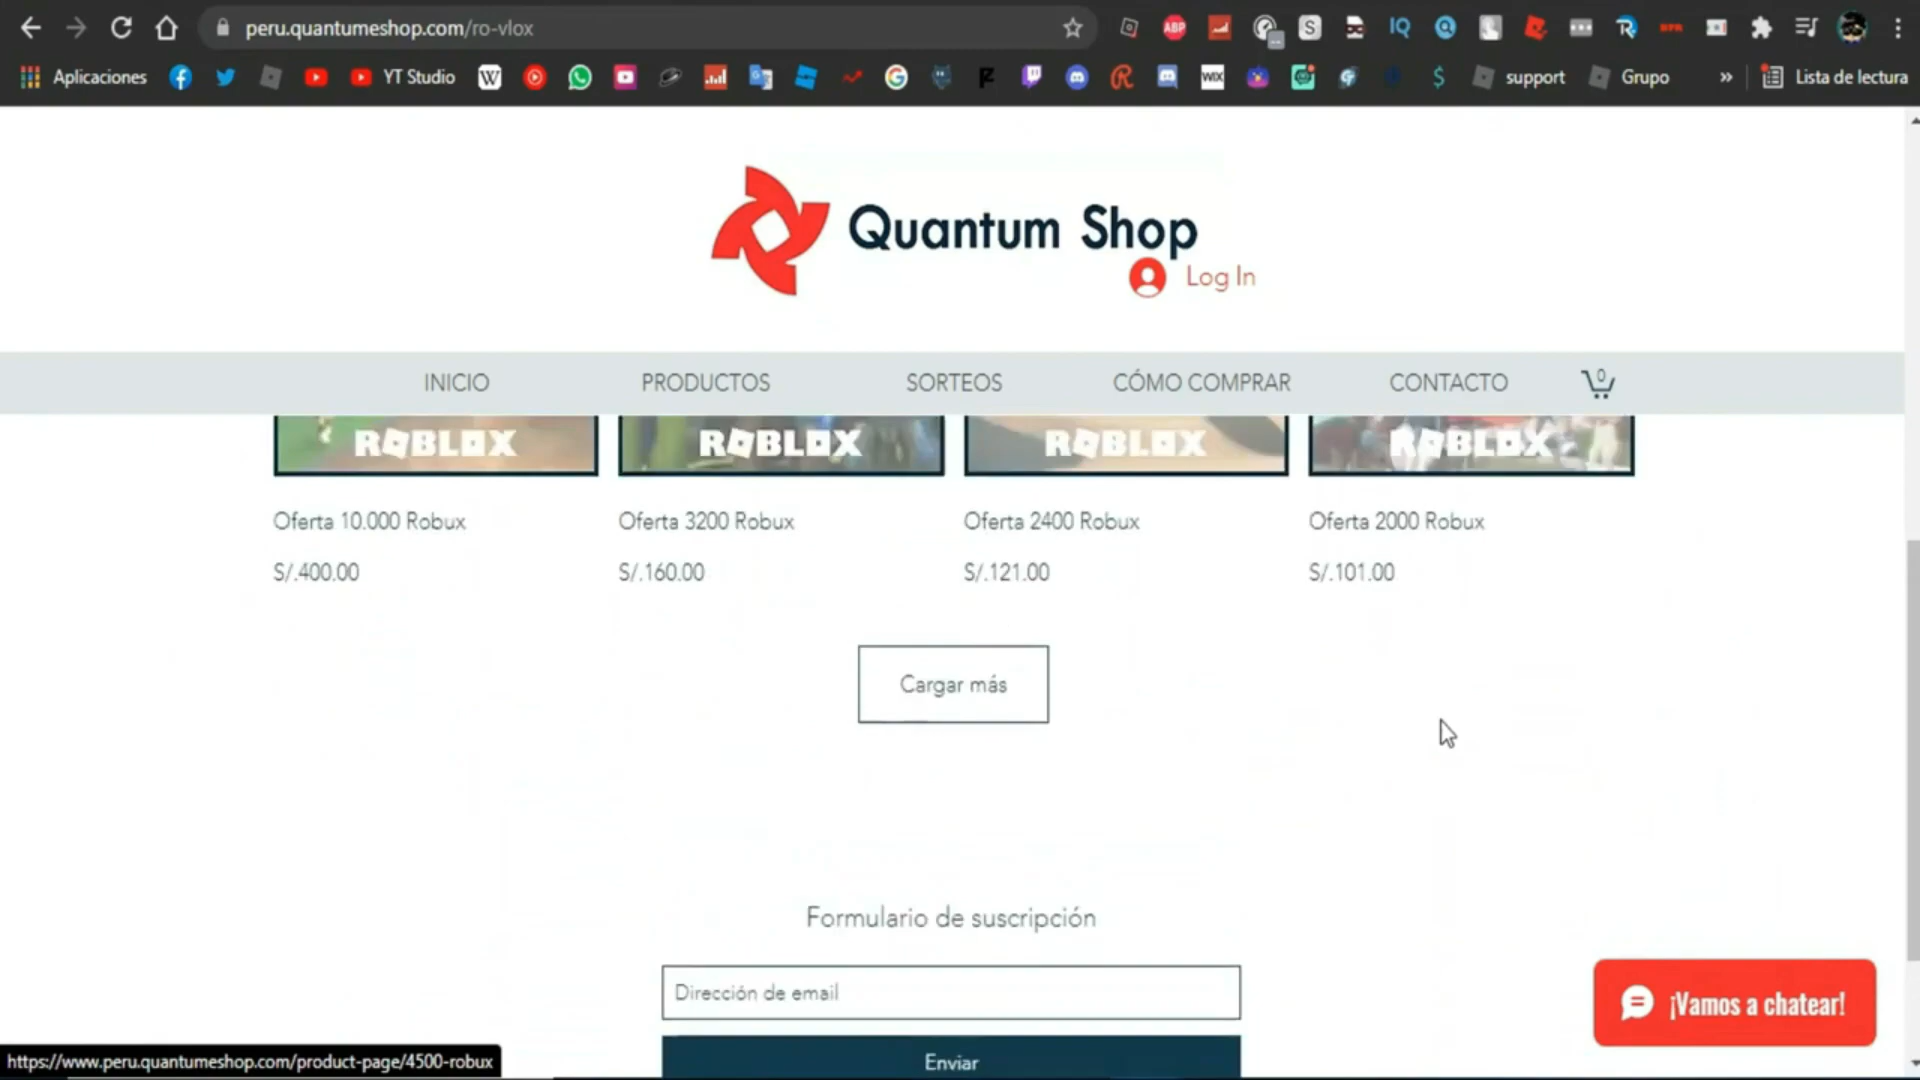 peru.quantumeshop.com/ro-vlox
Aplicaciones YT Studio support Grupo » Lista de lectura
Quantum Shop
Log In
INICIO PRODUCTOS SORTEOS CÓMO COMPRAR CONTACTO 0
ROBLOX ROBLOX ROBLOX ROBLOX
Oferta 10.000 Robux Oferta 3200 Robux Oferta 2400 Robux Oferta 2000 Robux
S/.400.00 S/.160.00 S/.121.00 S/.101.00
Cargar más
Formulario de suscripción
Dirección de email
¡Vamos a chatear!
Enviar
https://www.peru.quantumeshop.com/product-page/4500-robux